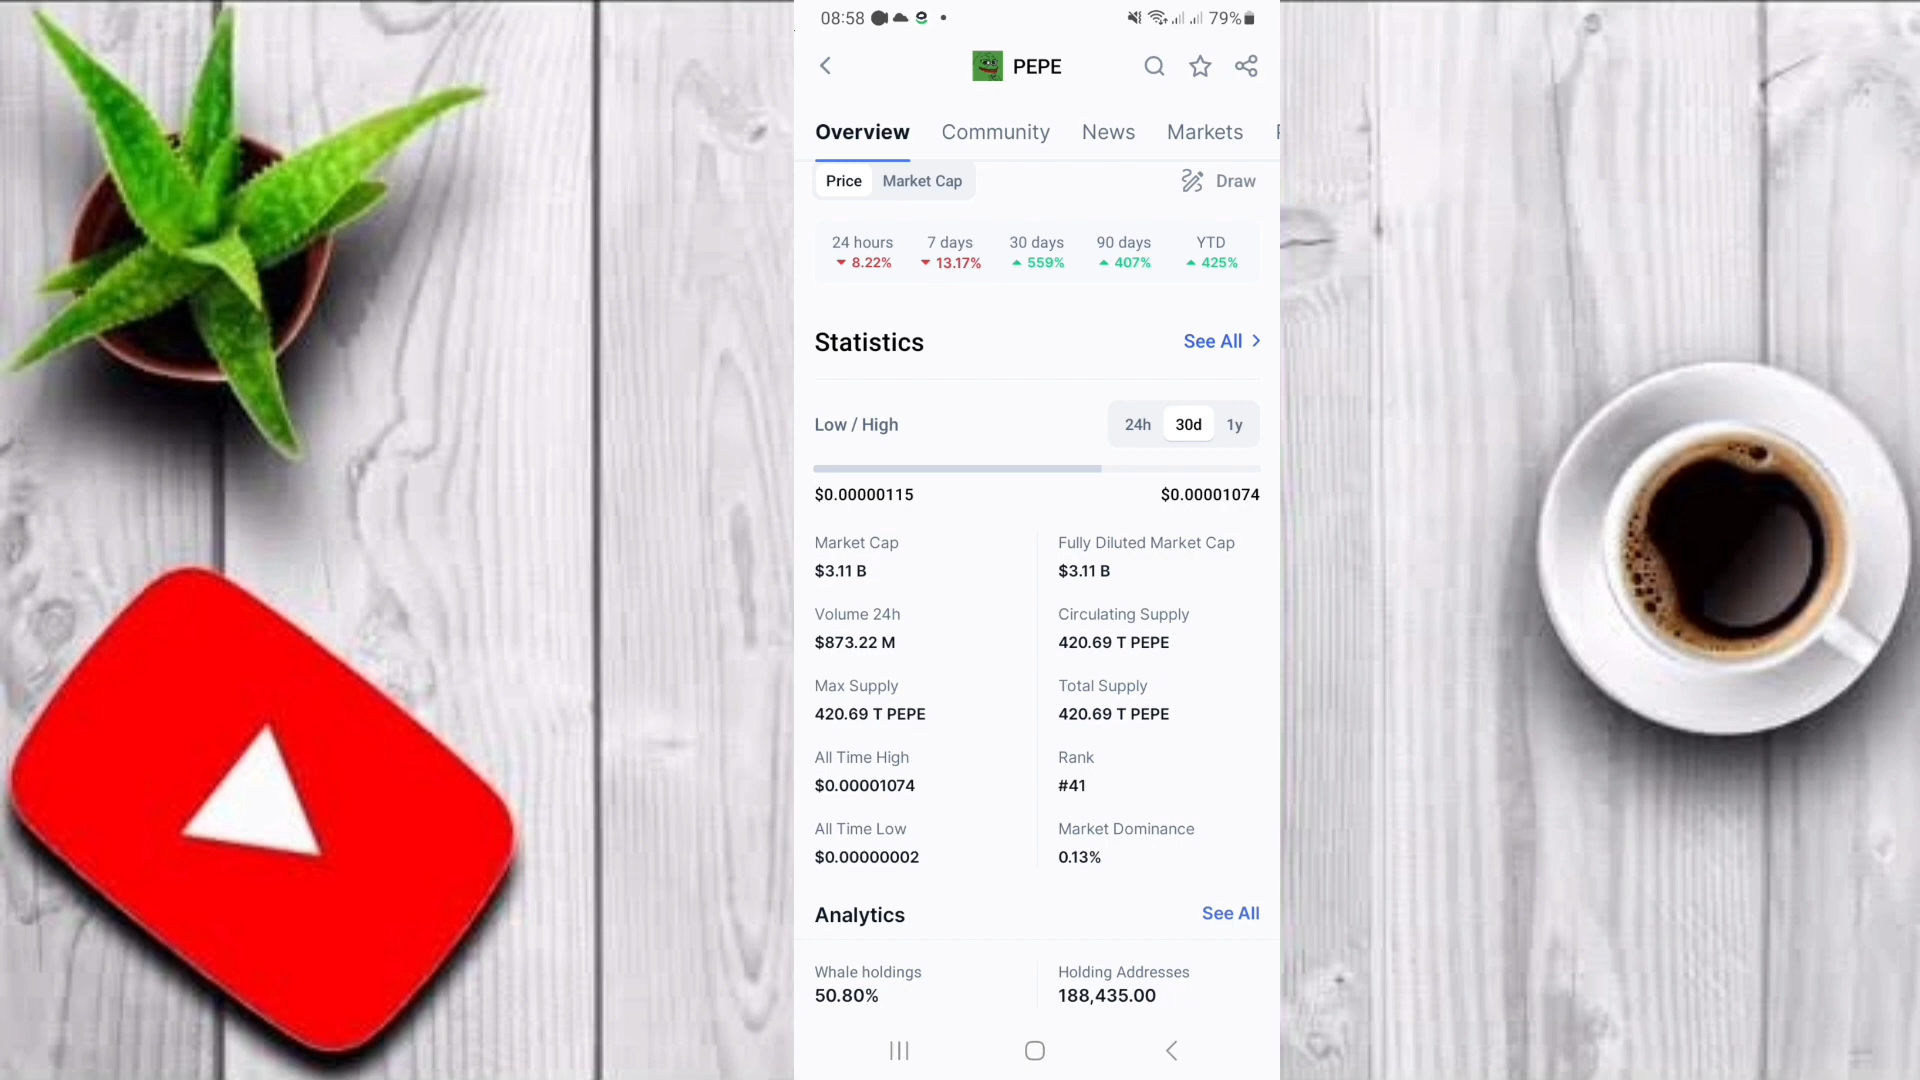 08:58
79%
PEPE
Overview Community News Markets
Price Market Cap Draw
24 hours 7 days 30 days 90 days YTD
8.22% 13.17% 559% 407% 425%
Statistics See All
Low / High 24h 30d 1y
$0.00000115 $0.00001074
Market Cap Fully Diluted Market Cap
$3.11 B $3.11 B
Volume 24h Circulating Supply
$873.22 M 420.69 T PEPE
Max Supply Total Supply
420.69 T PEPE 420.69 T PEPE
All Time High Rank
$0.00001074 #41
All Time Low Market Dominance
$0.00000002 0.13%
Analytics See All
Whale holdings Holding Addresses
50.80% 188,435.00